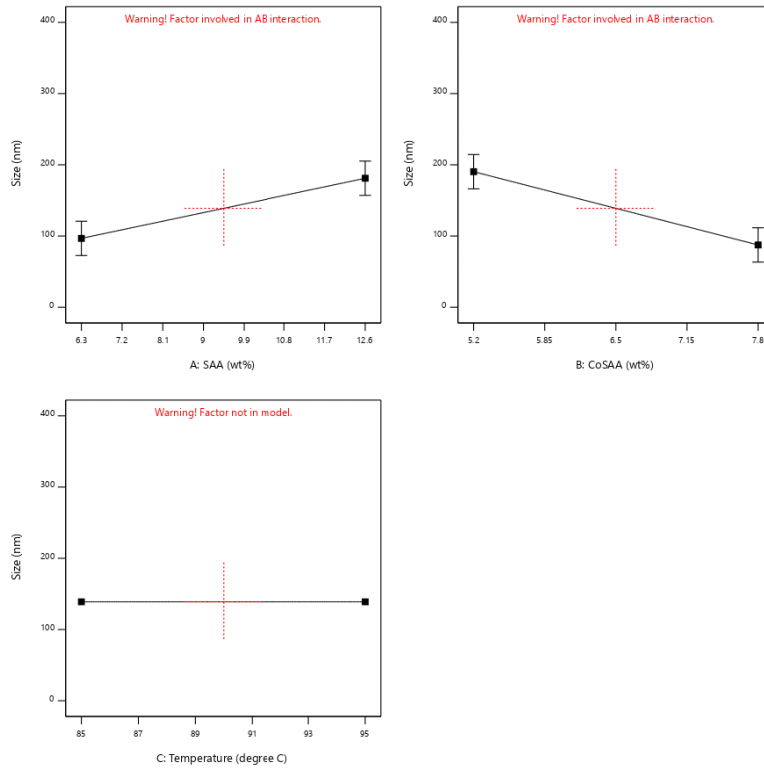 Warning! Factor involved in AB interaction.
400
300
200
100
0
Size (nm)
6.3 7.2 8.1 9 9.9 10.8 11.7 12.6
A: SAA (wt%)
Warning! Factor involved in AB interaction.
400
300
200
100
0
Size (nm)
5.2 5.85 6.5 7.15 7.8
B: CoSAA (wt%)
Warning! Factor not in model.
400
300
200
100
0
Size (nm)
85 87 89 91 93 95
C: Temperature (degree C)